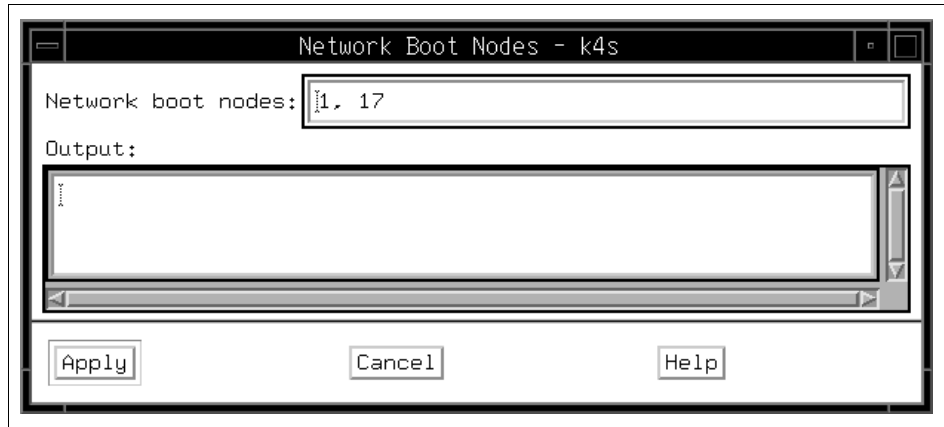 Network Boot Nodes - k4s
Network boot nodes: 1, 17
Output:
Apply Cancel Help